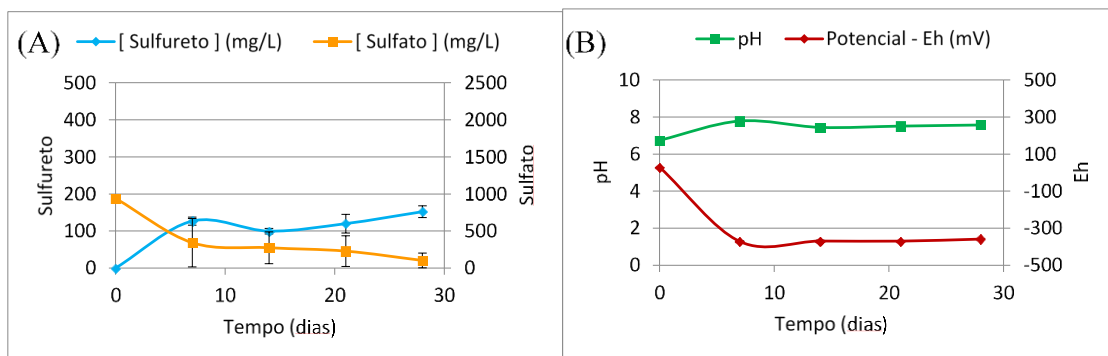 (A)
[ Sulfureto ] (mg/L)
[ Sulfato ] (mg/L)
500
400
300
200
100
0
Sulfureto
2500
2000
1500
1000
500
0
Sulfato
0
10
20
30
Tempo (dias)
(B)
pH
Potencial - Eh (mV)
10
8
6
4
2
0
pH
500
300
100
-100
-300
-500
Eh
0
10
20
30
Tempo (dias)